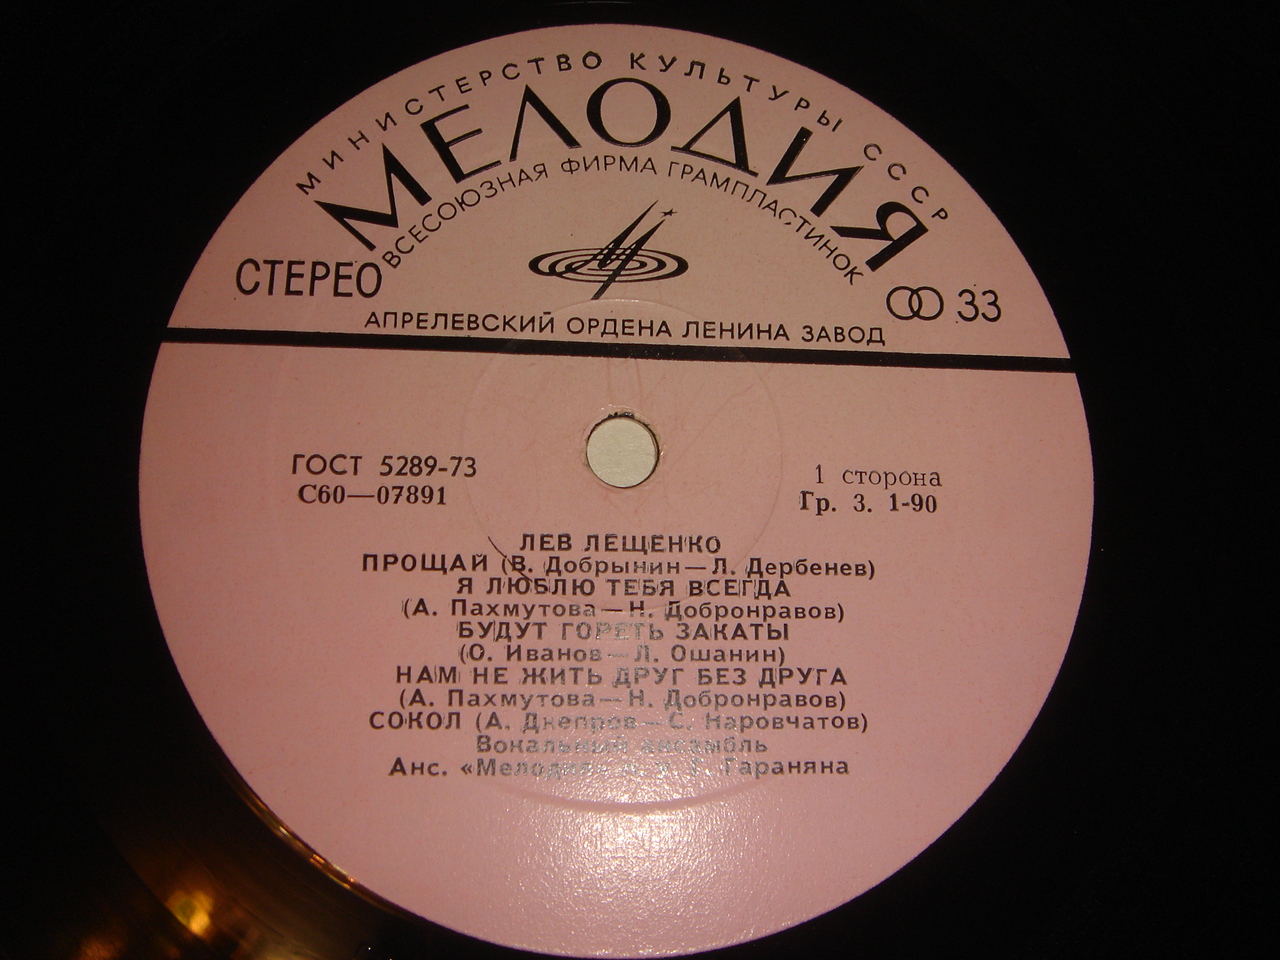 МИНИСТЕРСТВО КУЛЬТУРЫ СССР
МЕЛОДИЯ
ВСЕСОЮЗНАЯ ФИРМА ГРАМПЛАСТИНОК
СТЕРЕО
33
АПРЕЛЕВСКИЙ ОРДЕНА ЛЕНИНА ЗАВОД
ГОСТ 5289-73
С60—07891
1 сторона
Гр. 3. 1-90
ЛЕВ ЛЕЩЕНКО
ПРОЩАЙ (В. Добрынин — Л. Дербенев)
Я ЛЮБЛЮ ТЕБЯ ВСЕГДА
(А. Пахмутова — Н. Добронравов)
БУДУТ ГОРЕТЬ ЗАКАТЫ
(О. Иванов — Л. Ошанин)
НАМ НЕ ЖИТЬ ДРУГ БЕЗ ДРУГА
(А. Пахмутова — Н. Добронравов)
СОКОЛ (А. Днепров — С. Наровчатов)
Вокальный ансамбль
Анс. «Мелодия» Г. Гараняна